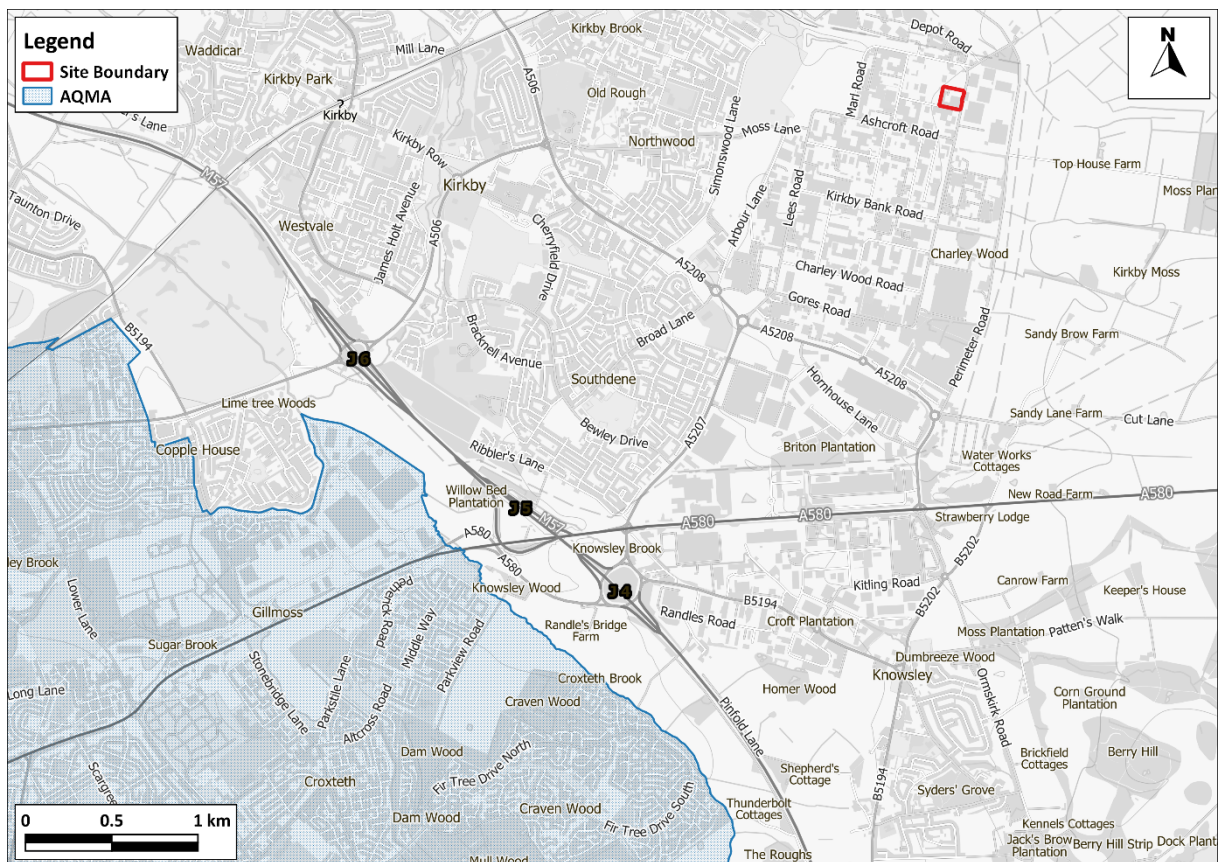 Legend
Site Boundary
AQMA
N
Waddicar
Kirkby Park
Mill Lane
Kirkby Brook
A506
Old Rough
Northwood
Simonswood Lane
Moss Lane
Marl Road
Depot Road
Ashcroft Road
Top House Farm
?
Kirkby
Kirkby Row
Kirkby
M57
Taunton Drive
Westvale
James Holt Avenue
A506
Cherryfield Drive
Arbour Lane
Lees Road
Kirkby Bank Road
Charley Wood
Kirkby Moss
A5208
Charley Wood Road
Gores Road
B5194
Bracknell Avenue
Broad Lane
A5208
Perimeter Road
Sandy Brow Farm
J6
Southdene
Hornhouse Lane
A5208
Lime tree Woods
Sandy Lane Farm
Cut Lane
Copple House
Bewley Drive
A5207
Briton Plantation
Ribbler's Lane
Water Works
Cottages
Willow Bed
Plantation
J5
M57
New Road Farm
A580
A580
A580
Strawberry Lodge
A580
A580
Knowsley Brook
B5202
Lower Lane
Gillmoss
Petherick Road
Knowsley Wood
J4
Kitling Road
Canrow Farm
Keeper's House
B5194
B5202
Sugar Brook
Middle Way
Randle's Bridge
Farm
Randles Road
Croft Plantation
Moss Plantation
Patten's Walk
Long Lane
Stonebridge Lane
Parkstile Lane
Altcross Road
Parkview Road
Croxteth Brook
Dumbreeze Wood
Knowsley
Craven Wood
Homer Wood
Ormskirk Road
Corn Ground
Plantation
Pinfold Lane
Dam Wood
Fir Tree Drive North
Brickfield
Cottages
Berry Hill
Croxteth
Shepherd's
Cottage
B5194
Syders' Grove
Dam Wood
Craven Wood
Fir Tree Drive South
Thunderbolt
Cottages
Kennels Cottages
Mull Wood
The Roughs
Jack's Brow
Plantation
Berry Hill Strip
0 0.5 1 km